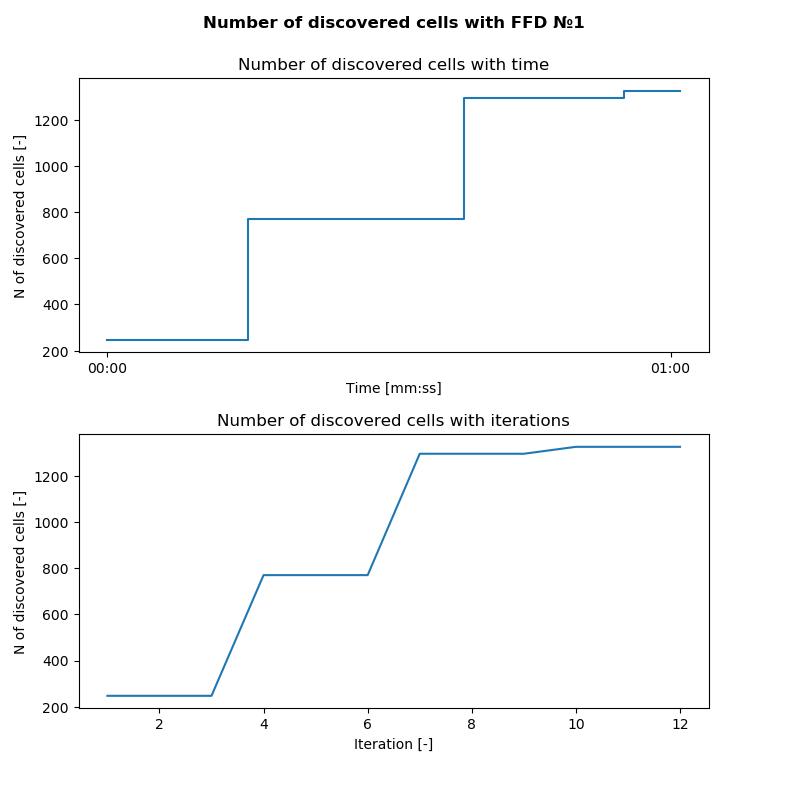 Number of discovered cells with FFD №1
Number of discovered cells with time
N of discovered cells [-]
1200
1000
800
600
400
200
00:00 01:00
Time [mm:ss]
Number of discovered cells with iterations
N of discovered cells [-]
1200
1000
800
600
400
200
2 4 6 8 10 12
Iteration [-]